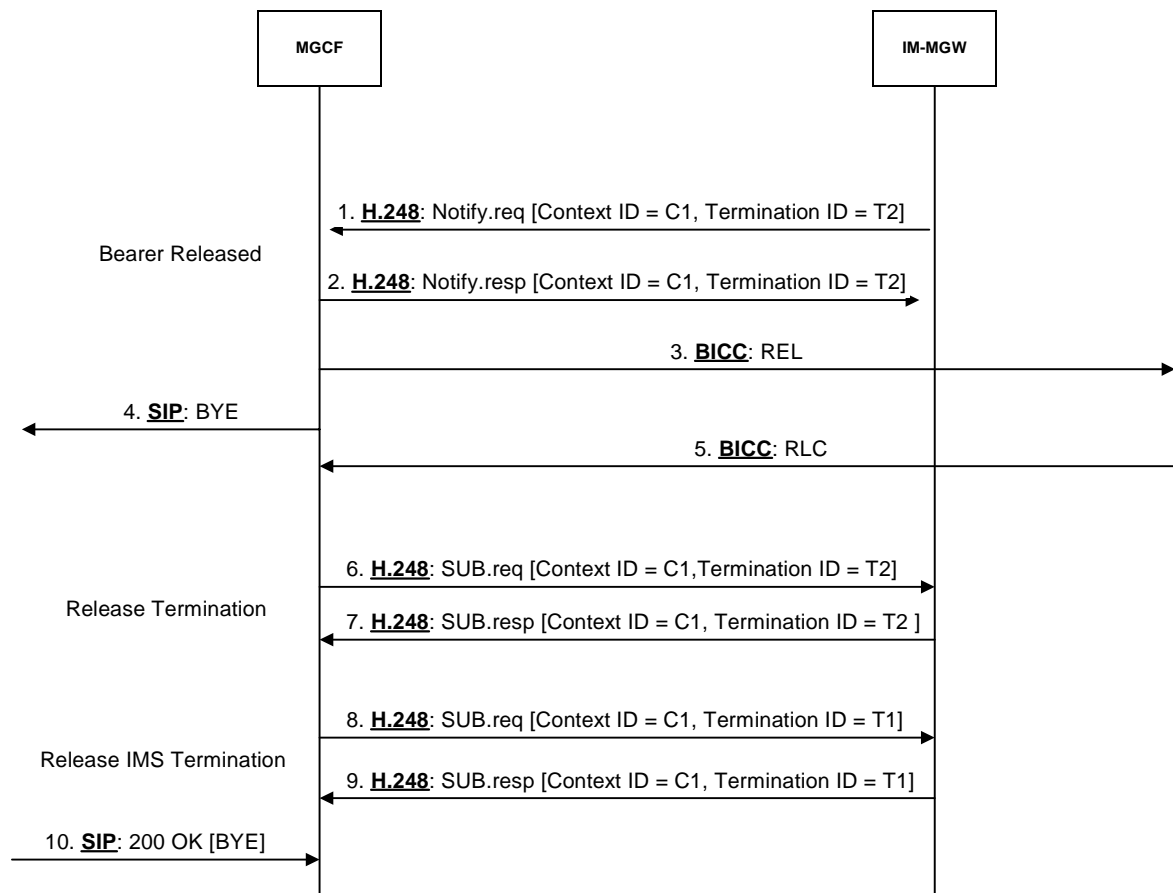 MGCF
IM-MGW
1. H.248: Notify.req [Context ID = C1, Termination ID = T2]
Bearer Released
2. H.248: Notify.resp [Context ID = C1, Termination ID = T2]
3. BICC: REL
4. SIP: BYE
5. BICC: RLC
6. H.248: SUB.req [Context ID = C1,Termination ID = T2]
Release Termination
7. H.248: SUB.resp [Context ID = C1, Termination ID = T2 ]
8. H.248: SUB.req [Context ID = C1, Termination ID = T1]
Release IMS Termination
9. H.248: SUB.resp [Context ID = C1, Termination ID = T1]
10. SIP: 200 OK [BYE]